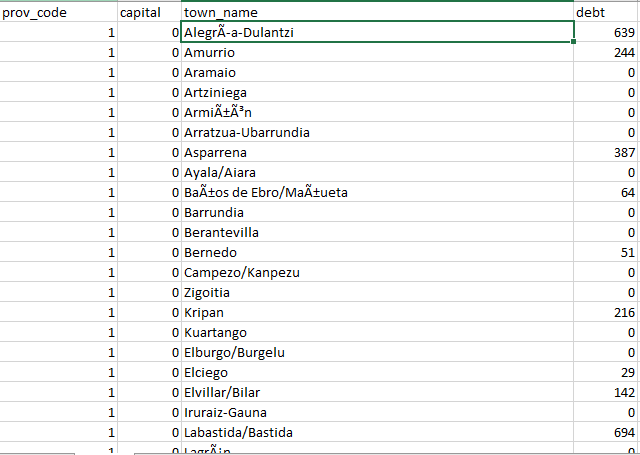 prov_code capital town_name debt
1 0 AlegrÃ-a-Dulantzi 639
1 0 Amurrio 244
1 0 Aramaio 0
1 0 Artziniega 0
1 0 ArmiÃ±Ã³n 0
1 0 Arratzua-Ubarrundia 0
1 0 Asparrena 387
1 0 Ayala/Aiara 0
1 0 BaÃ±os de Ebro/MaÃ±ueta 64
1 0 Barrundia 0
1 0 Berantevilla 0
1 0 Bernedo 51
1 0 Campezo/Kanpezu 0
1 0 Zigoitia 0
1 0 Kripan 216
1 0 Kuartango 0
1 0 Elburgo/Burgelu 0
1 0 Elciego 29
1 0 Elvillar/Bilar 142
1 0 Iruraiz-Gauna 0
1 0 Labastida/Bastida 694
1 0 LagrÃ¡n 0